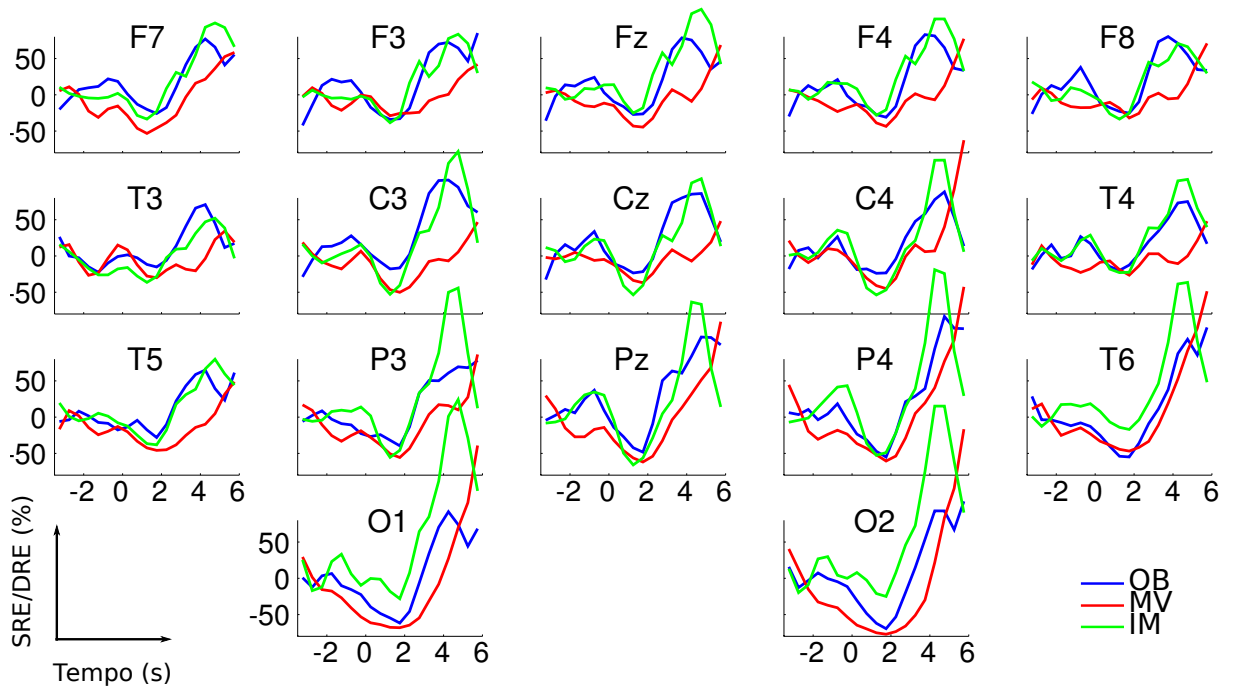 F7 F3 Fz F4 F8
50
0
-50
T3 C3 Cz C4 T4
50
0
-50
T5 P3 Pz P4 T6
50
0
-50
-2 0 2 4 6 -2 0 2 4 6 -2 0 2 4 6
O1 O2
50
0
-50
-2 0 2 4 6 -2 0 2 4 6
SRE/DRE (%)
Tempo (s)
OB
MV
IM